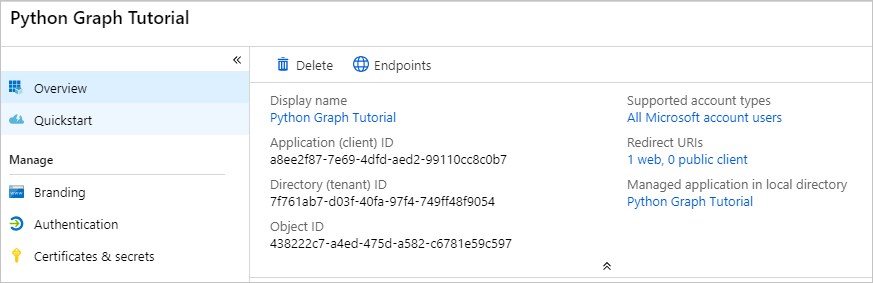 Python Graph Tutorial
«
Overview
Quickstart
Manage
Branding
Authentication
Certificates & secrets
Delete
Endpoints
Display name
Python Graph Tutorial
Application (client) ID
a8ee2f87-7e69-4dfd-aed2-99110cc8c0b7
Directory (tenant) ID
7f761ab7-d03f-40fa-97f4-749ff48f9054
Object ID
438222c7-a4ed-475d-a582-c6781e59c597
Supported account types
All Microsoft account users
Redirect URIs
1 web, 0 public client
Managed application in local directory
Python Graph Tutorial